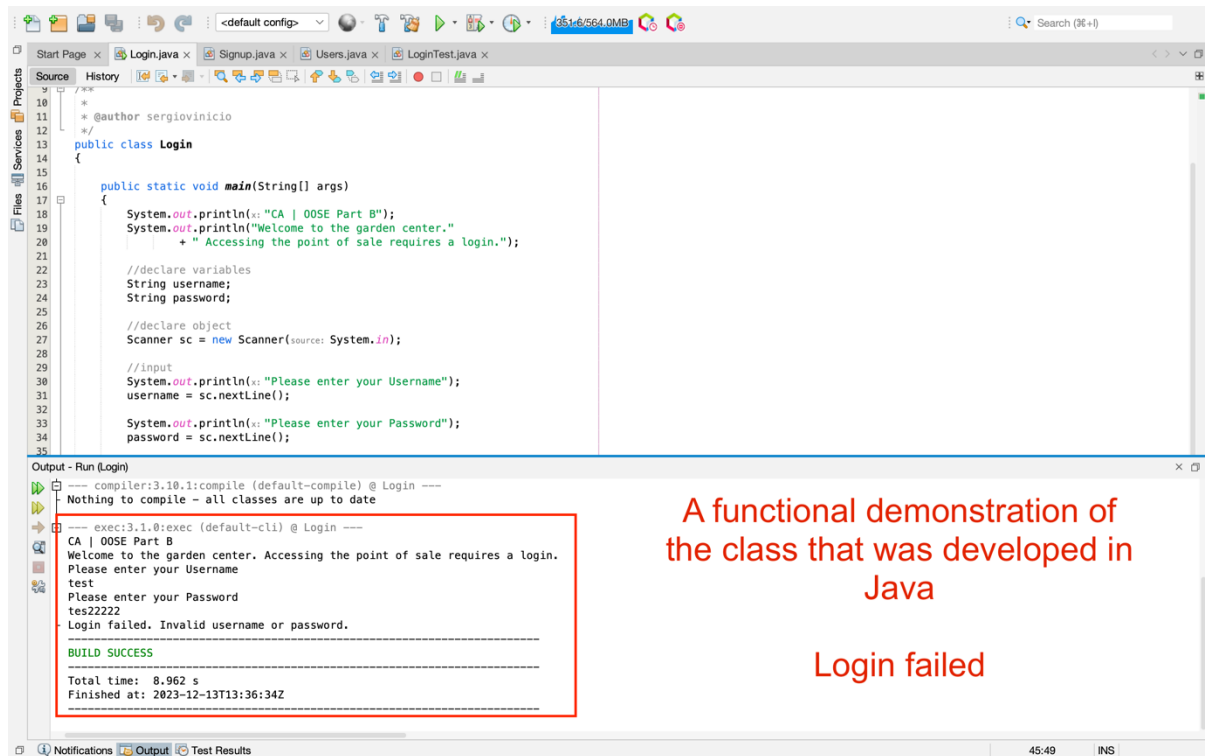 <default config>
351.6/564.0MB
Search (⌘+I)
Start Page × Login.java × Signup.java × Users.java × LoginTest.java ×
Projects
Services
Files
Source History
9 /**
10 *
11 * @author sergiovinicio
12 */
13 public class Login
14 {
15
16 public static void main(String[] args)
17 {
18 System.out.println(x: "CA | OOSE Part B");
19 System.out.println("Welcome to the garden center."
20 + " Accessing the point of sale requires a login.");
21
22 //declare variables
23 String username;
24 String password;
25
26 //declare object
27 Scanner sc = new Scanner(source: System.in);
28
29 //input
30 System.out.println(x: "Please enter your Username");
31 username = sc.nextLine();
32
33 System.out.println(x: "Please enter your Password");
34 password = sc.nextLine();
35
Output - Run (Login)
--- compiler:3.10.1:compile (default-compile) @ Login ---
Nothing to compile - all classes are up to date
--- exec:3.1.0:exec (default-cli) @ Login ---
CA | OOSE Part B
Welcome to the garden center. Accessing the point of sale requires a login.
Please enter your Username
test
Please enter your Password
tes22222
Login failed. Invalid username or password.
------------------------------------------------------------------------
BUILD SUCCESS
------------------------------------------------------------------------
Total time: 8.962 s
Finished at: 2023-12-13T13:36:34Z
------------------------------------------------------------------------
A functional demonstration of
the class that was developed in
Java
Login failed
Notifications Output Test Results 45:49 INS